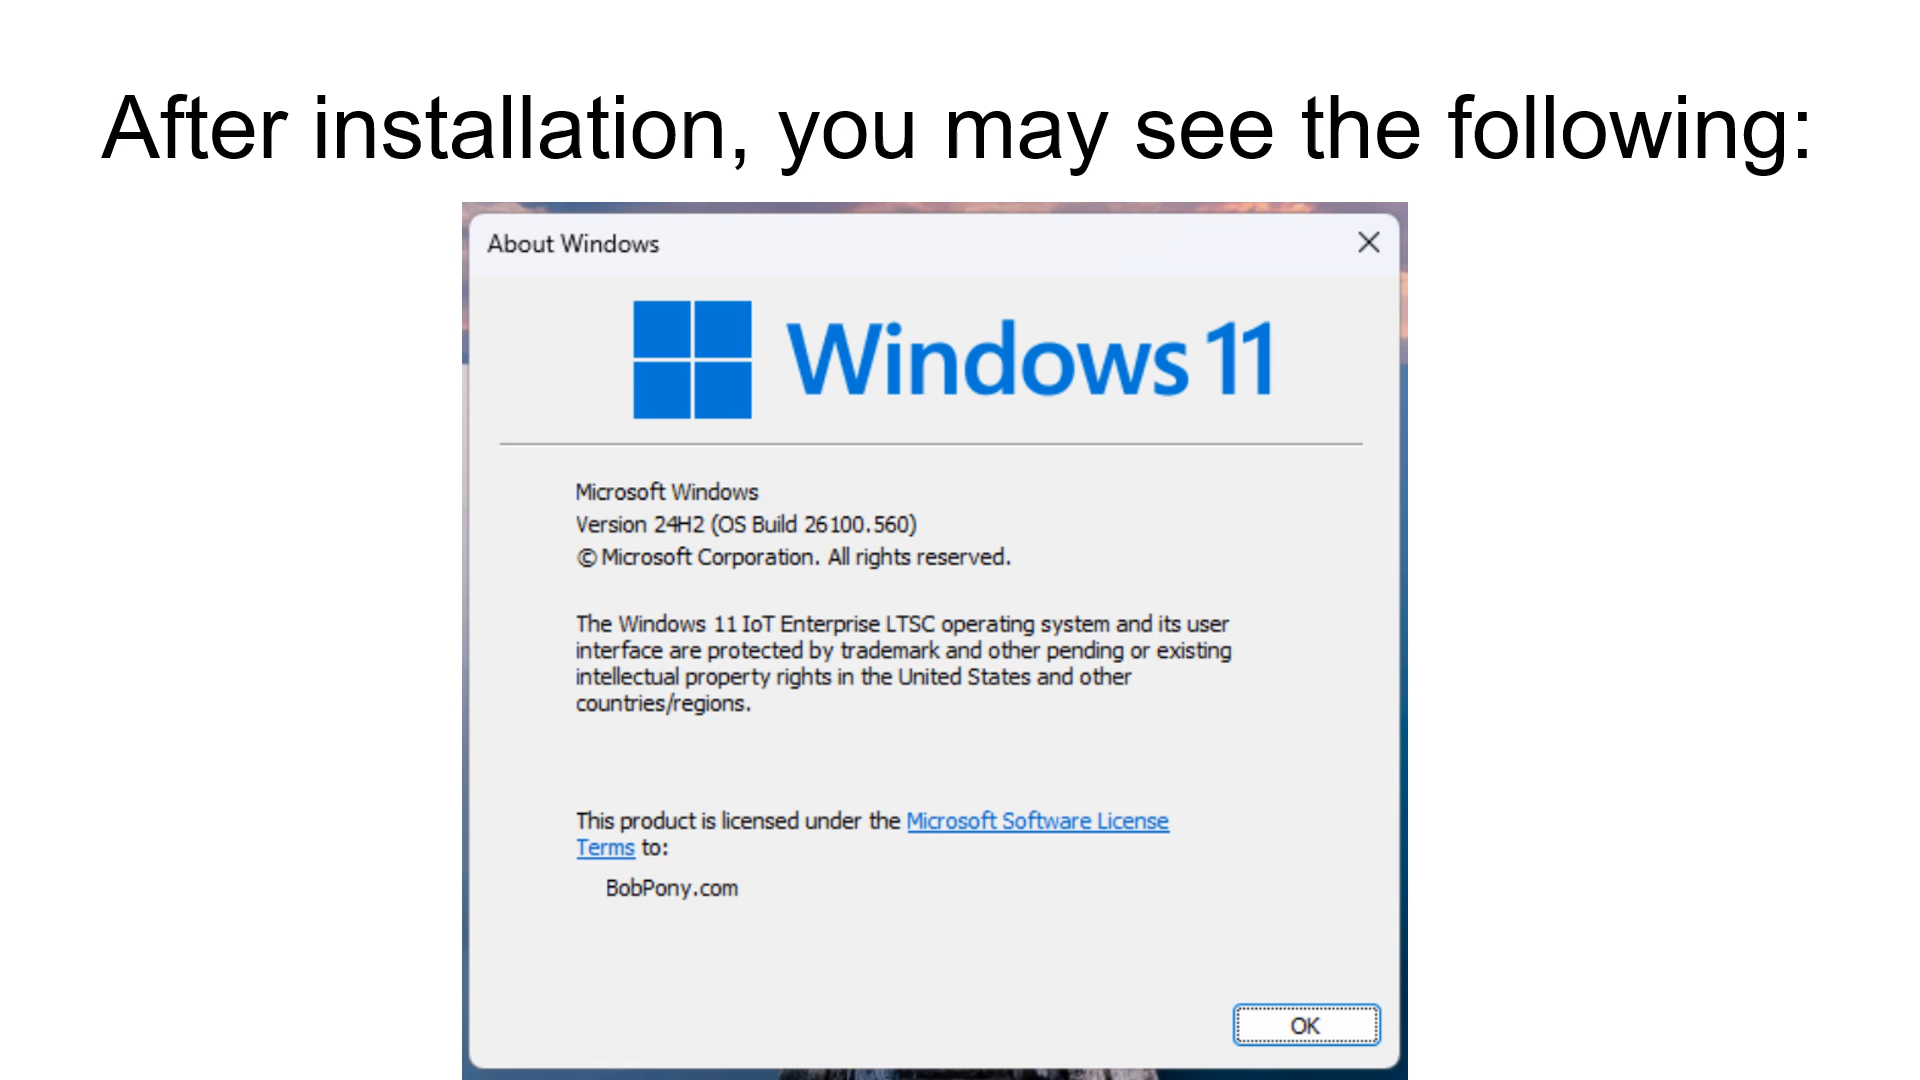 After installation, you may see the following:
About Windows
Windows 11
Microsoft Windows
Version 24H2 (OS Build 26100.560)
© Microsoft Corporation. All rights reserved.
The Windows 11 IoT Enterprise LTSC operating system and its user
interface are protected by trademark and other pending or existing
intellectual property rights in the United States and other
countries/regions.
This product is licensed under the Microsoft Software License
Terms to:
BobPony.com
OK